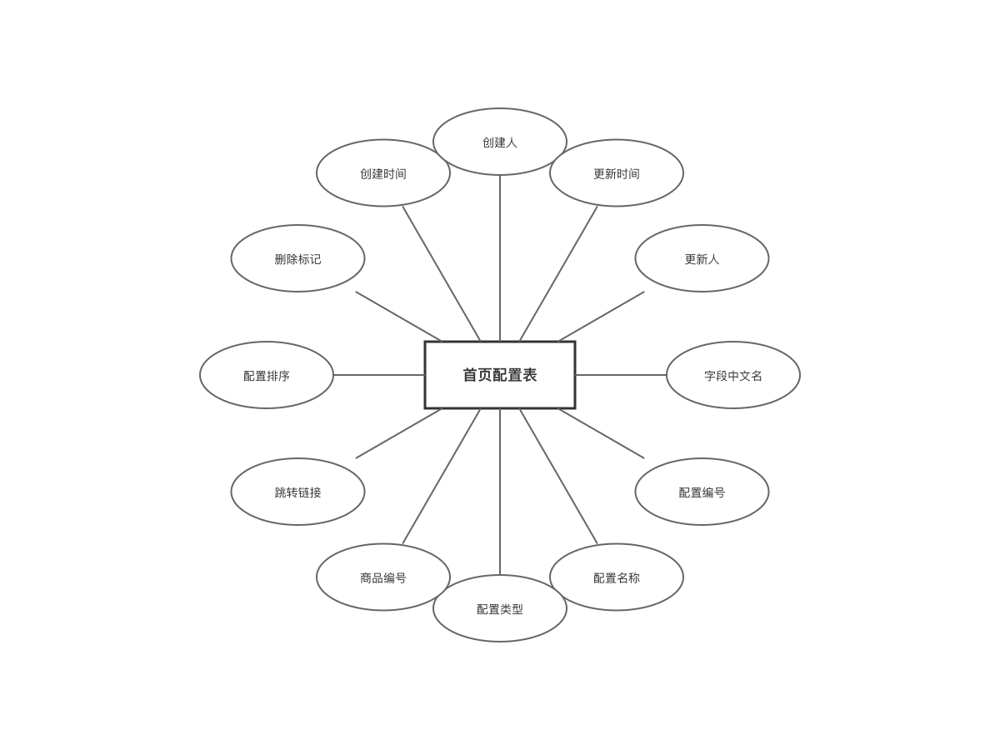 创建人
创建时间
更新时间
删除标记
更新人
配置排序
首页配置表
字段中文名
跳转链接
配置编号
商品编号
配置名称
配置类型